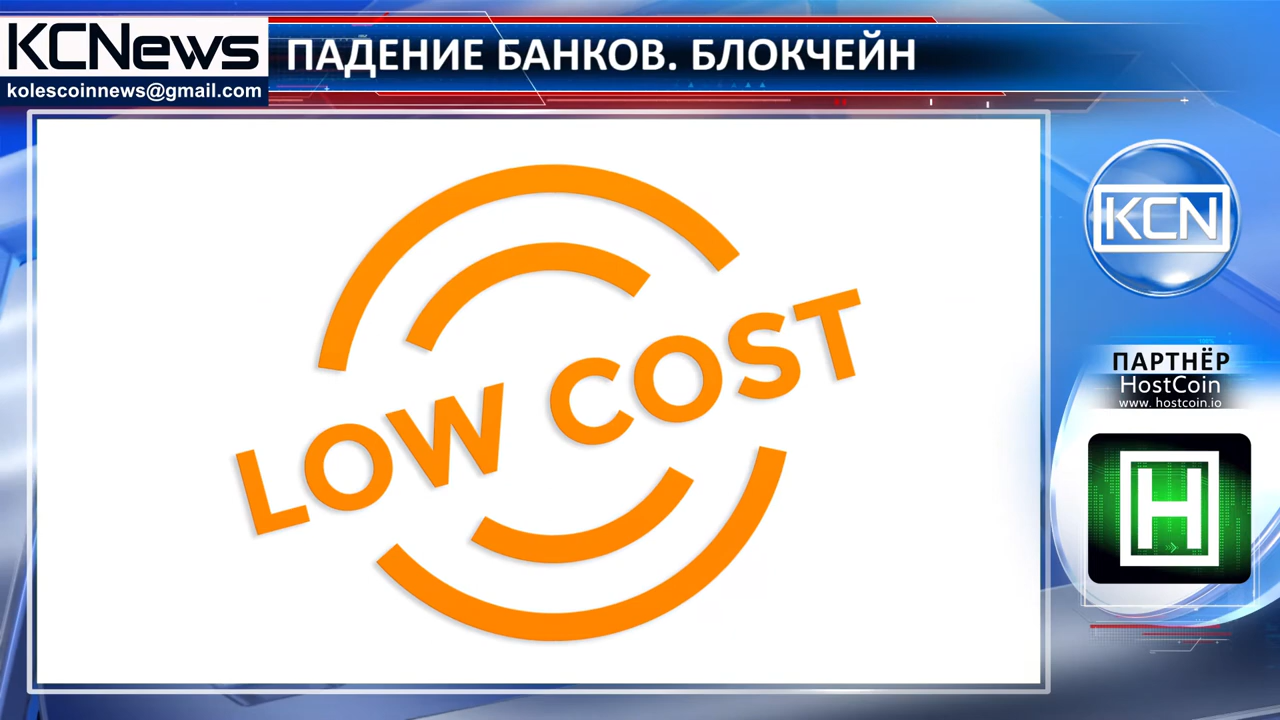 KCNews
kolescoinnews@gmail.com
ПАДЕНИЕ БАНКОВ. БЛОКЧЕЙН
LOW COST
KCN
ПАРТНЁР
HostCoin
www. hostcoin.io
H